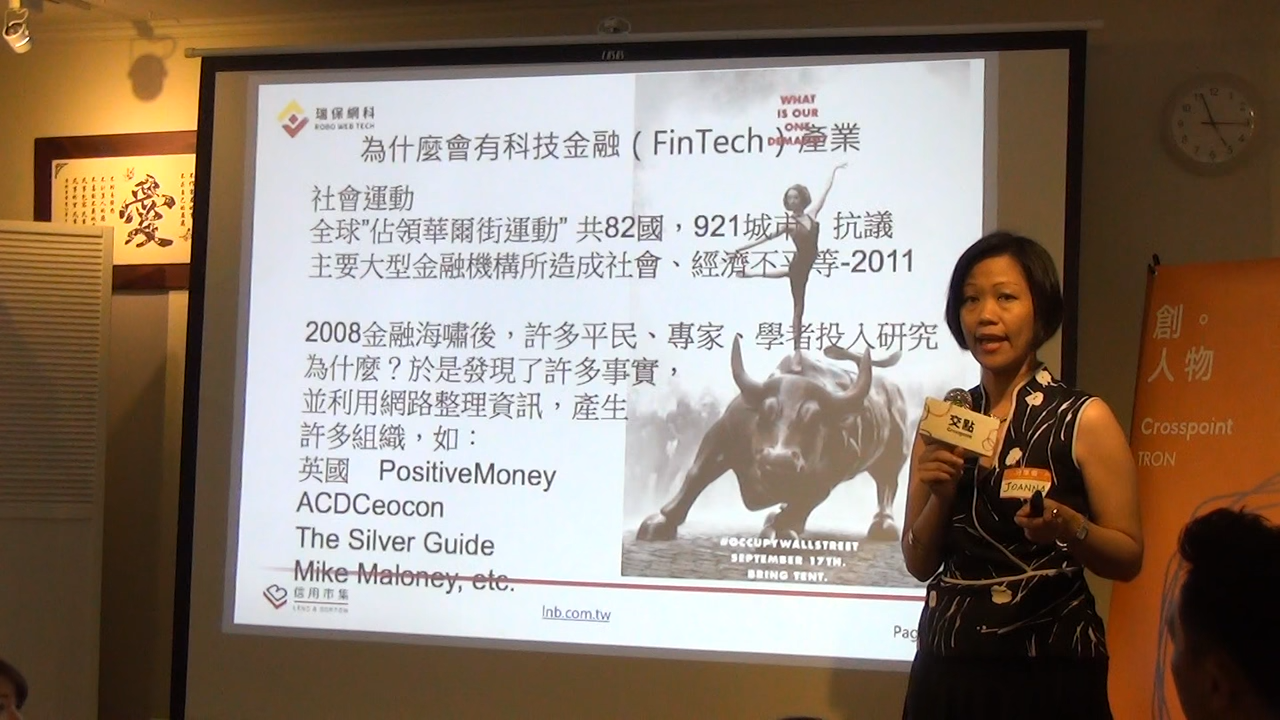 瑞保網科
ROBO WEB TECH
為什麼會有科技金融（FinTech）產業
WHAT
IS OUR
ONE
DEMAND?
社會運動
全球"佔領華爾街運動" 共82國，921城市，抗議
主要大型金融機構所造成社會、經濟不平等-2011
2008金融海嘯後，許多平民、專家、學者投入研究
為什麼？於是發現了許多事實，
並利用網路整理資訊，產生
許多組織，如：
英國 PositiveMoney
ACDCeocon
The Silver Guide
Mike Maloney, etc.
#OCCUPYWALLSTREET
SEPTEMBER 17TH.
BRING TENT.
信用市集
lnb.com.tw
Pag
愛
交點
Crosspoint
JOANNA
創。
人物
Crosspoint
TRON